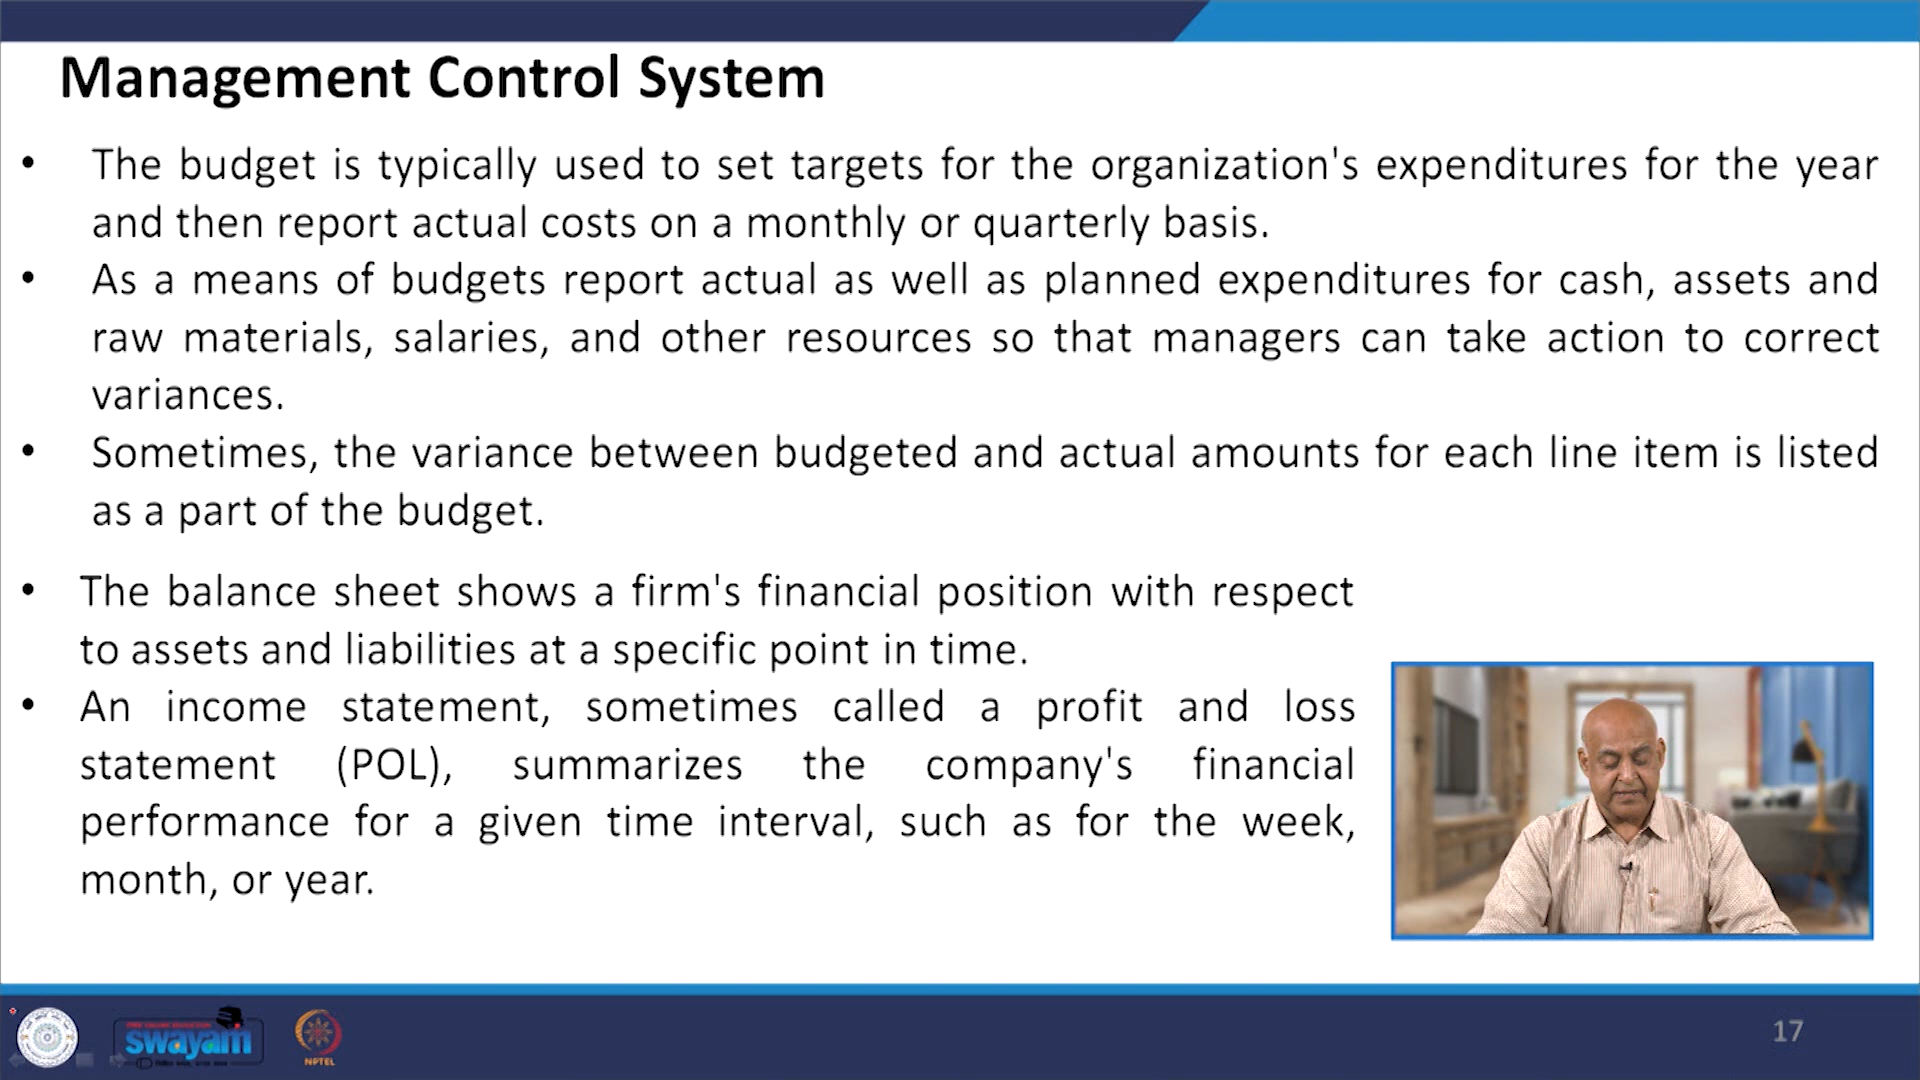 Management Control System
• The budget is typically used to set targets for the organization's expenditures for the year
and then report actual costs on a monthly or quarterly basis.
• As a means of budgets report actual as well as planned expenditures for cash, assets and
raw materials, salaries, and other resources so that managers can take action to correct
variances.
• Sometimes, the variance between budgeted and actual amounts for each line item is listed
as a part of the budget.
• The balance sheet shows a firm's financial position with respect
to assets and liabilities at a specific point in time.
• An income statement, sometimes called a profit and loss
statement (POL), summarizes the company's financial
performance for a given time interval, such as for the week,
month, or year.
swayam
NPTEL
17